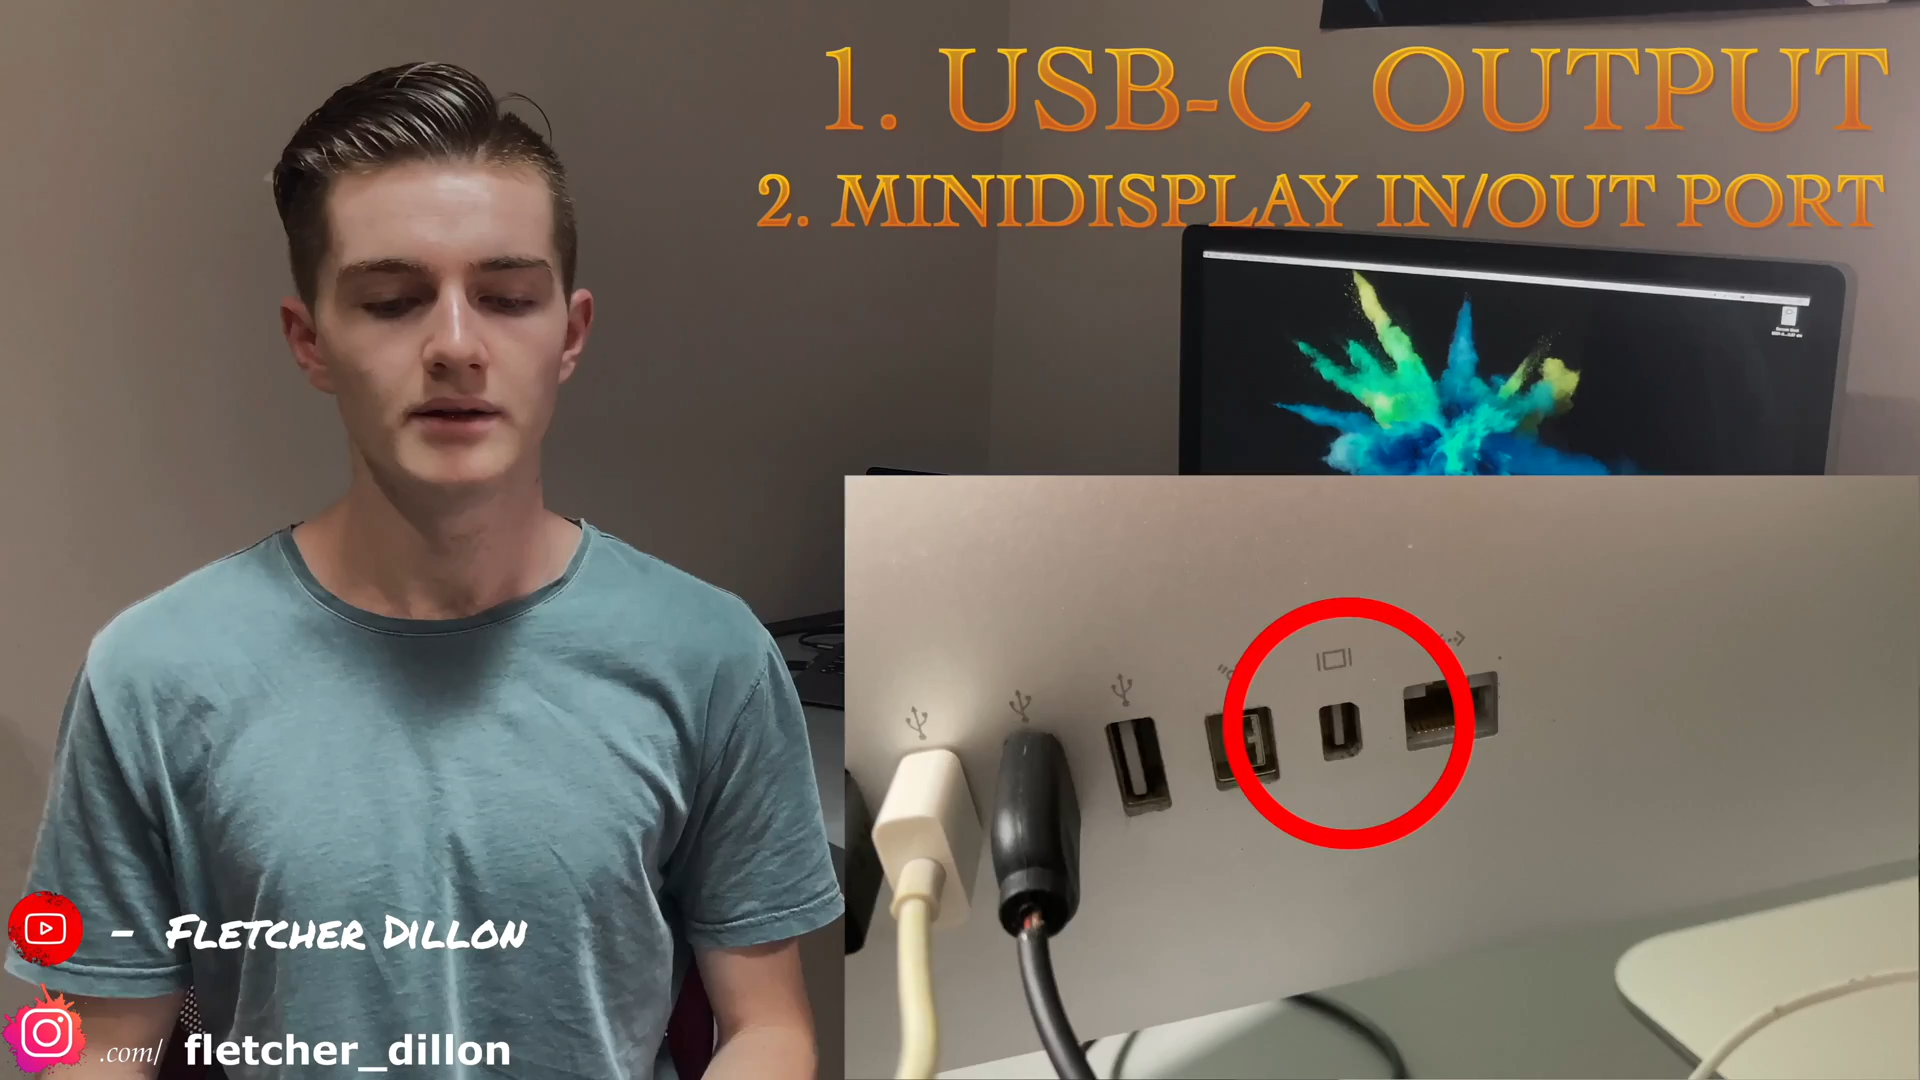 1. USB-C OUTPUT
2. MINIDISPLAY IN/OUT PORT
– FLETCHER DILLON
.com/ fletcher_dillon